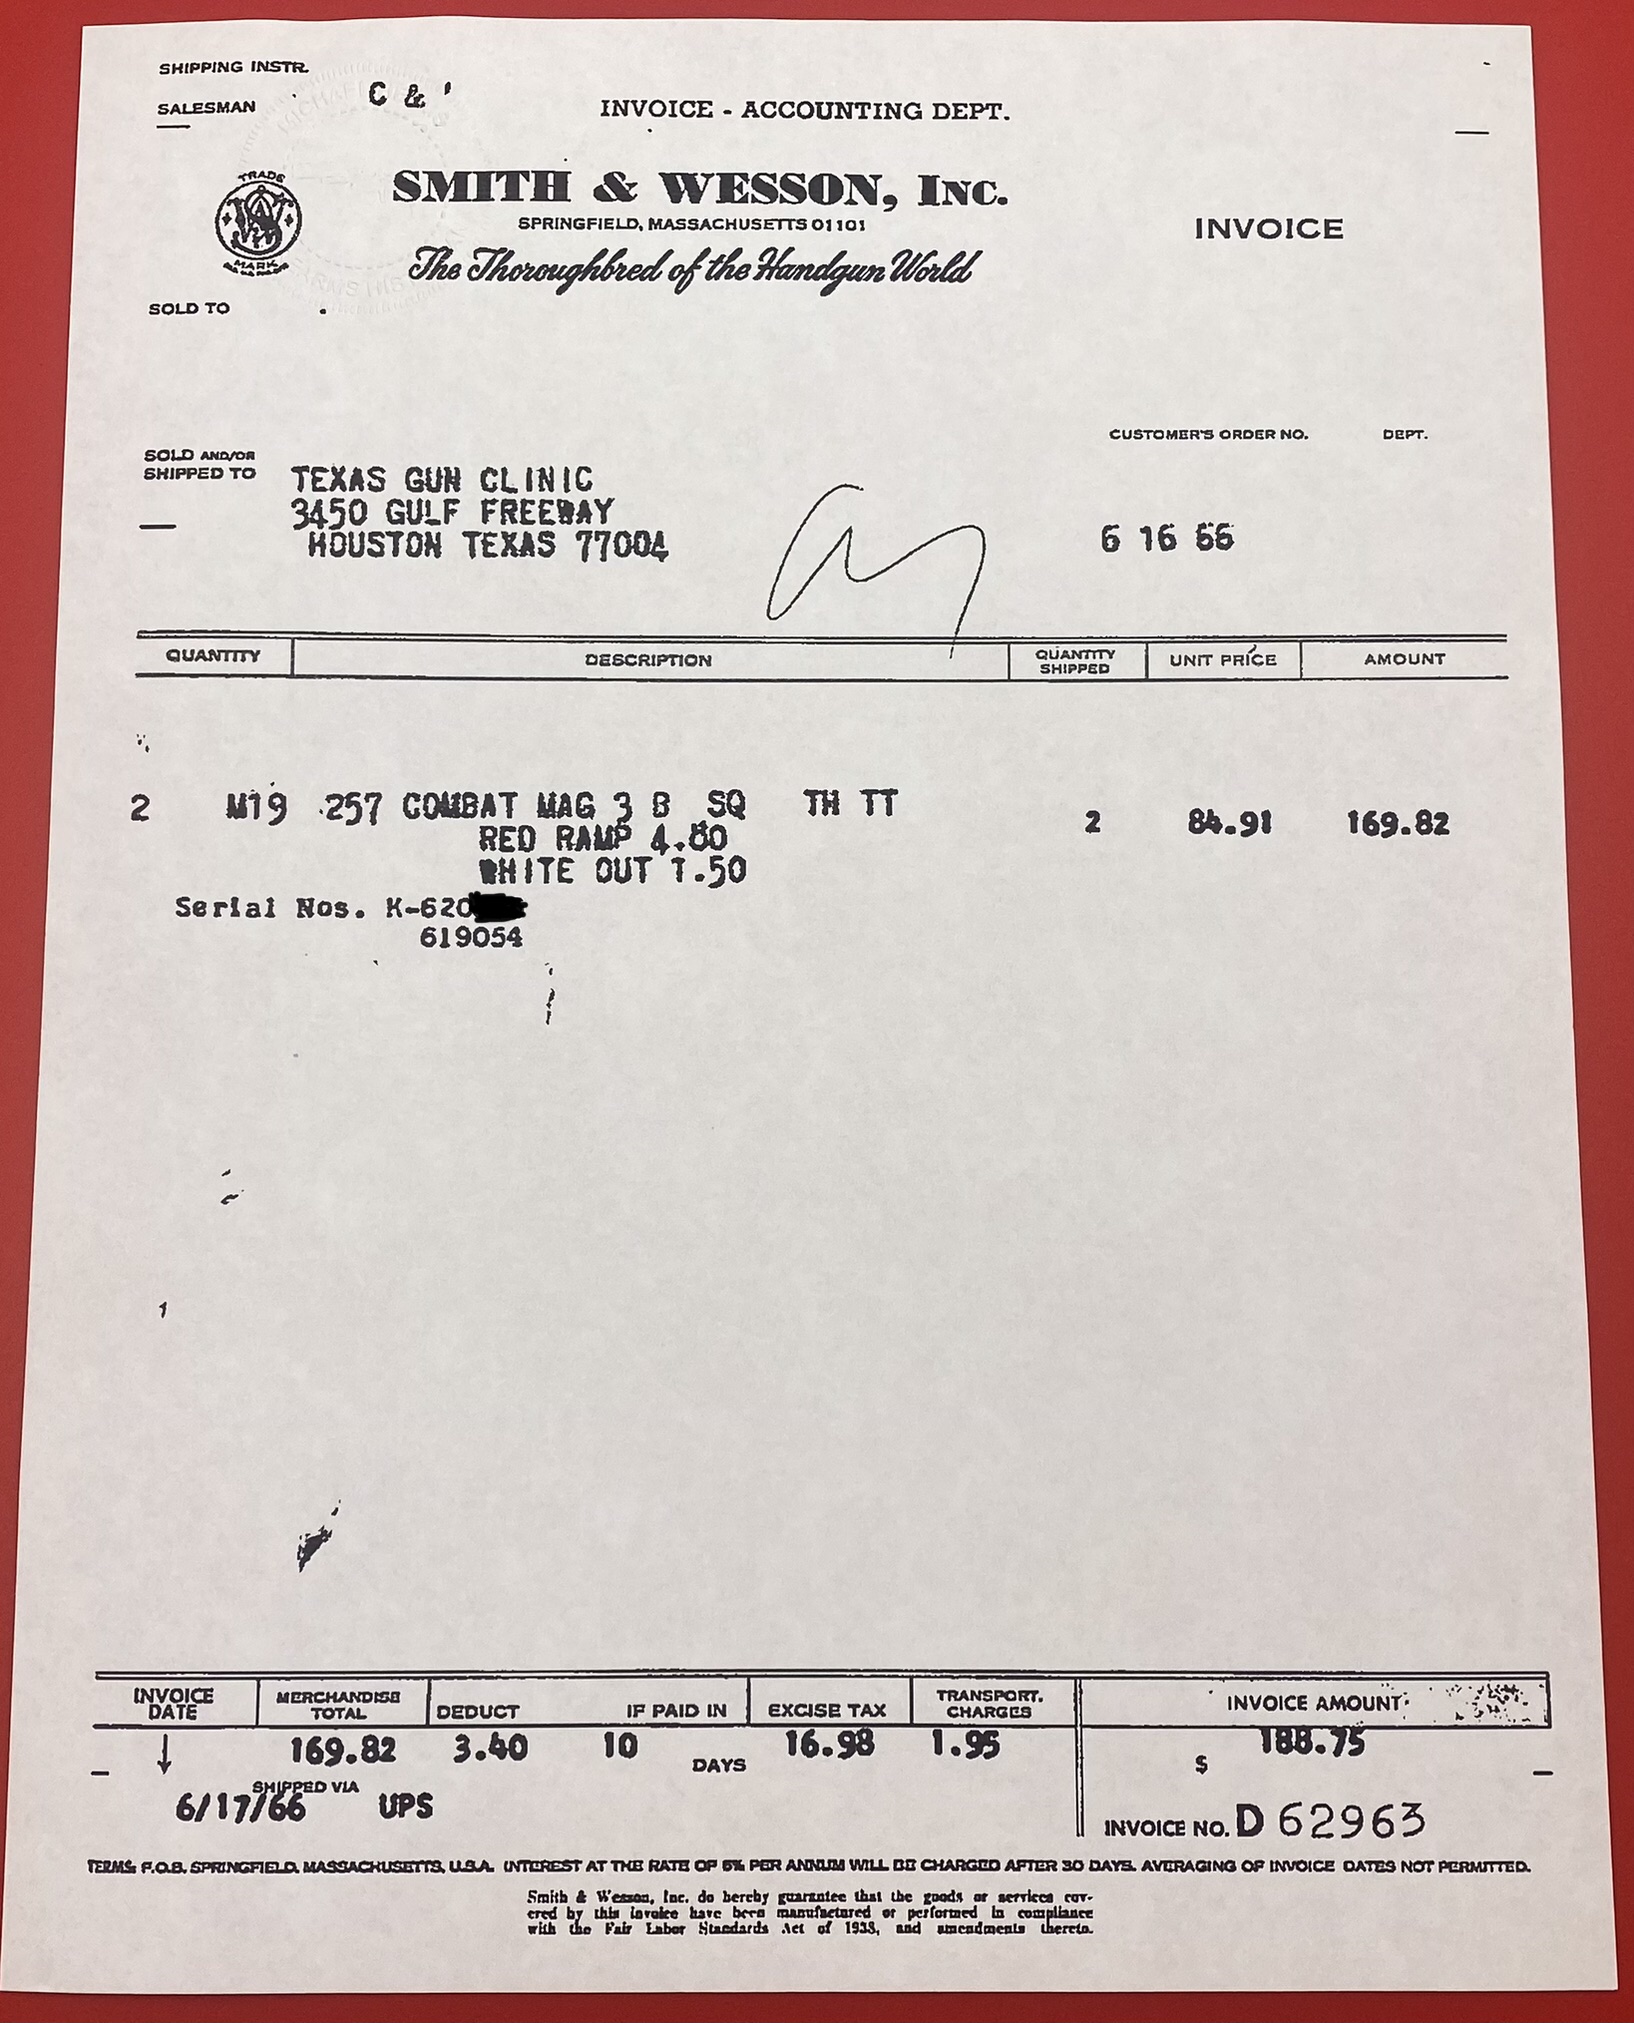 SHIPPING INSTR.
SALESMAN
C &
INVOICE - ACCOUNTING DEPT.
TRADE
MARK
SMITH & WESSON, INC.
SPRINGFIELD, MASSACHUSETTS 01101
The Thoroughbred of the Handgun World
INVOICE
SOLD TO
CUSTOMER'S ORDER NO. DEPT.
SOLD AND/OR
SHIPPED TO
TEXAS GUN CLINIC
3450 GULF FREEWAY
HOUSTON TEXAS 77004
6 16 66
QUANTITY DESCRIPTION QUANTITY SHIPPED UNIT PRICE AMOUNT
2 M19 257 COMBAT MAG 3 B SQ TH TT 2 84.91 169.82
RED RAMP 4.80
WHITE OUT 1.50
Serial Nos. K-620
619054
INVOICE DATE MERCHANDISE TOTAL DEDUCT IF PAID IN EXCISE TAX TRANSPORT. CHARGES INVOICE AMOUNT
169.82 3.40 10 DAYS 16.98 1.95 $ 188.75
SHIPPED VIA
6/17/66 UPS
INVOICE NO. D 62963
TERMS: F.O.B. SPRINGFIELD, MASSACHUSETTS, U.S.A. INTEREST AT THE RATE OF 6% PER ANNUM WILL BE CHARGED AFTER 30 DAYS. AVERAGING OF INVOICE DATES NOT PERMITTED.
Smith & Wesson, Inc. do hereby guarantee that the goods or services cov-
ered by this invoice have been manufactured or performed in compliance
with the Fair Labor Standards Act of 1938, and amendments thereto.